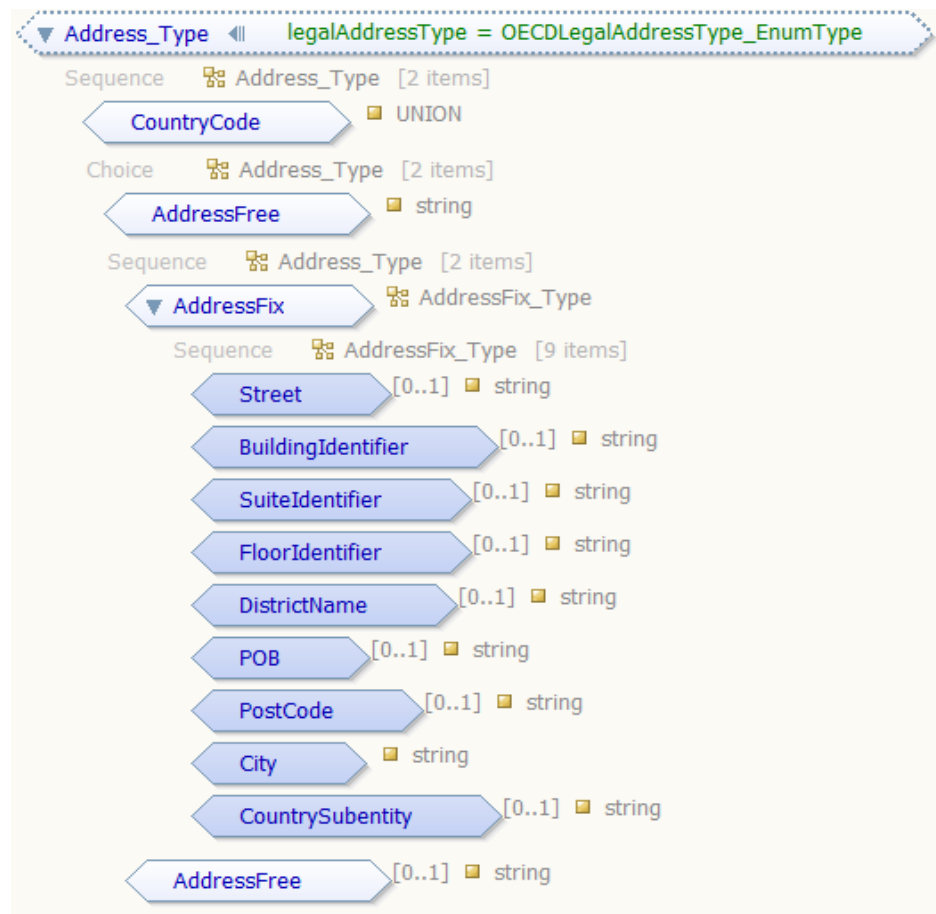 Address_Type legalAddressType = OECDLegalAddressType_EnumType
Sequence Address_Type [2 items]
CountryCode UNION
Choice Address_Type [2 items]
AddressFree string
Sequence Address_Type [2 items]
AddressFix AddressFix_Type
Sequence AddressFix_Type [9 items]
Street [0..1] string
BuildingIdentifier [0..1] string
SuiteIdentifier [0..1] string
FloorIdentifier [0..1] string
DistrictName [0..1] string
POB [0..1] string
PostCode [0..1] string
City string
CountrySubentity [0..1] string
AddressFree [0..1] string